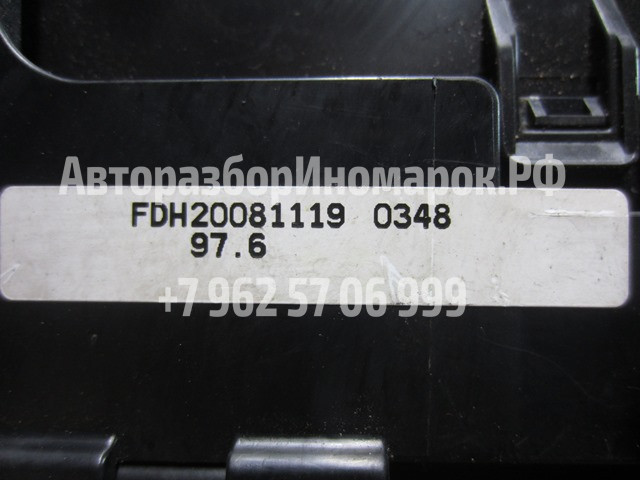 АвторазборИномарок.РФ
FDH20081119 0348
97.6
+7 962 57 06 999